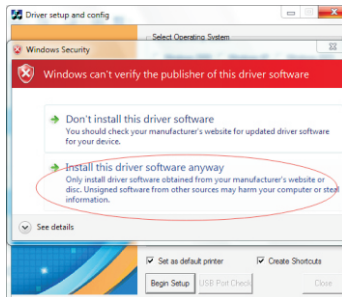 Driver setup and config
Select Operating System
Windows Security
Windows can't verify the publisher of this driver software
Don't install this driver software
You should check your manufacturer's website for updated driver software
for your device.
Install this driver software anyway
Only install driver software obtained from your manufacturer's website or
disc. Unsigned software from other sources may harm your computer or steal
information.
See details
Set as default printer
Create Shortcuts
Begin Setup
USB Port Check
Close